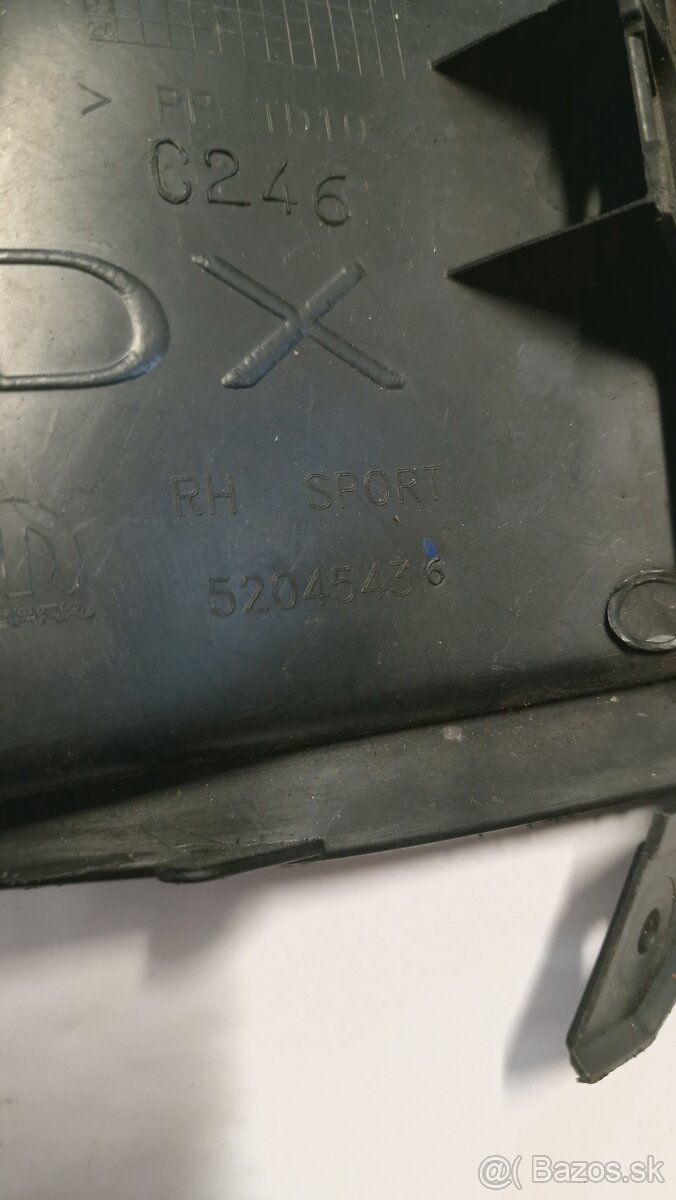 > PP-TD10
C246
DX
RH SPORT
52045436
@( Bazos.sk